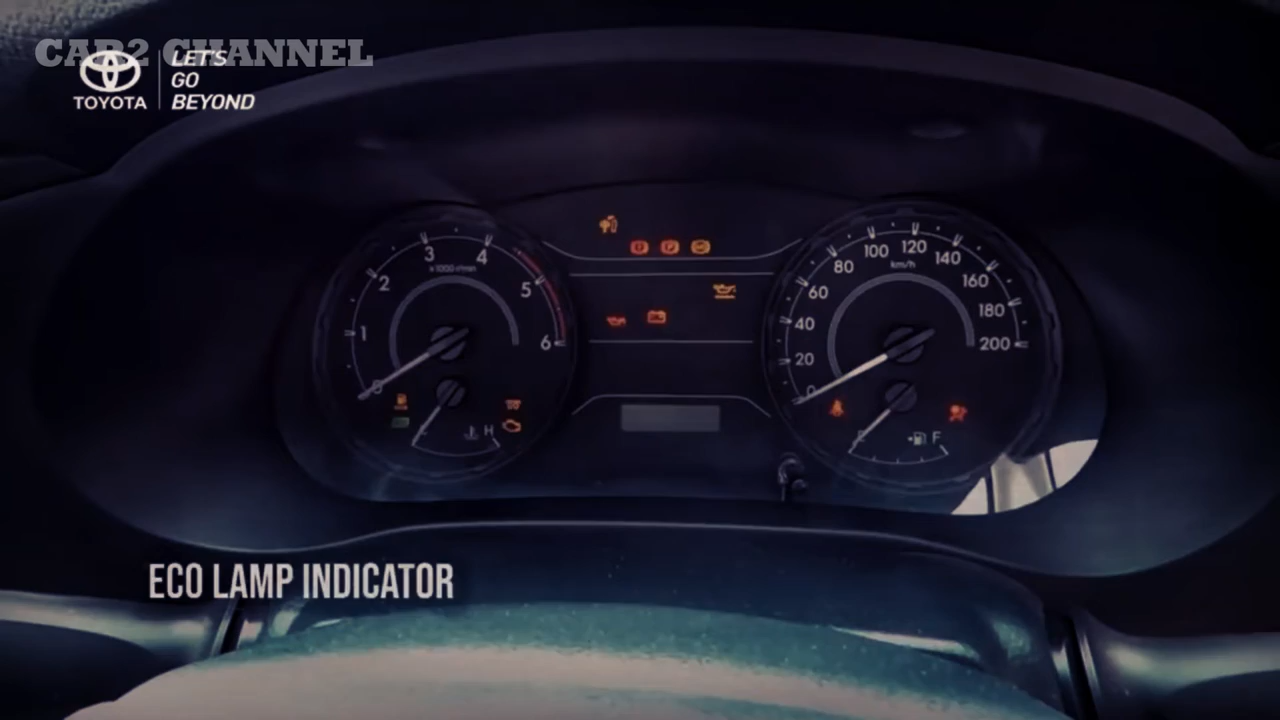 CAR2 CHANNEL
TOYOTA
LET'S
GO
BEYOND
0 1 2 3 4 5 6
x1000 r/min
H
0 20 40 60 80 100 120 140 160 180 200
km/h
F
ECO LAMP INDICATOR